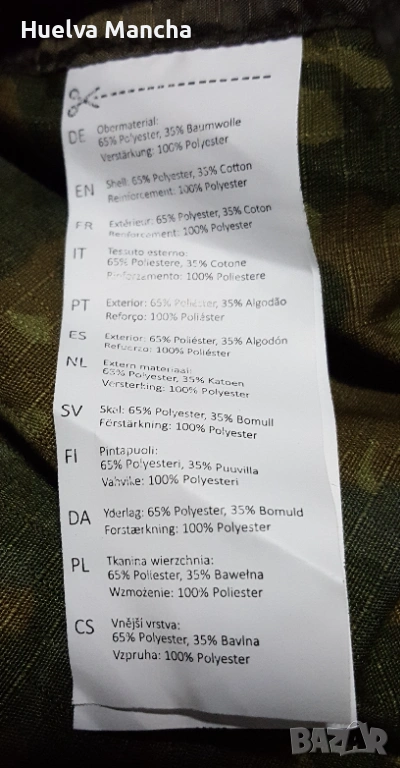 Huelva Mancha
DE Obermaterial:
65% Polyester, 35% Baumwolle
Verstärkung: 100% Polyester
EN Shell: 65% Polyester, 35% Cotton
Reinforcement: 100% Polyester
FR Extérieur: 65% Polyester, 35% Coton
Renforcement: 100% Polyester
IT Tessuto esterno:
65% Poliestere, 35% Cotone
Rinforzamento: 100% Poliestere
PT Exterior: 65% Poliéster, 35% Algodão
Reforço: 100% Poliéster
ES Exterior: 65% Poliéster, 35% Algodón
Refuerzo: 100% Poliéster
NL Extern materiaal:
65% Polyester, 35% Katoen
Versterking: 100% Polyester
SV Skal: 65% Polyester, 35% Bomull
Förstärkning: 100% Polyester
FI Pintapuoli:
65% Polyesteri, 35% Puuvilla
Vahvike: 100% Polyesteri
DA Yderlag: 65% Polyester, 35% Bomuld
Forstærkning: 100% Polyester
PL Tkanina wierzchnia:
65% Poliester, 35% Bawełna
Wzmożenie: 100% Polyester
CS Vnější vrstva:
65% Polyester, 35% Bavlna
Vzpruha: 100% Polyester
BAZAR